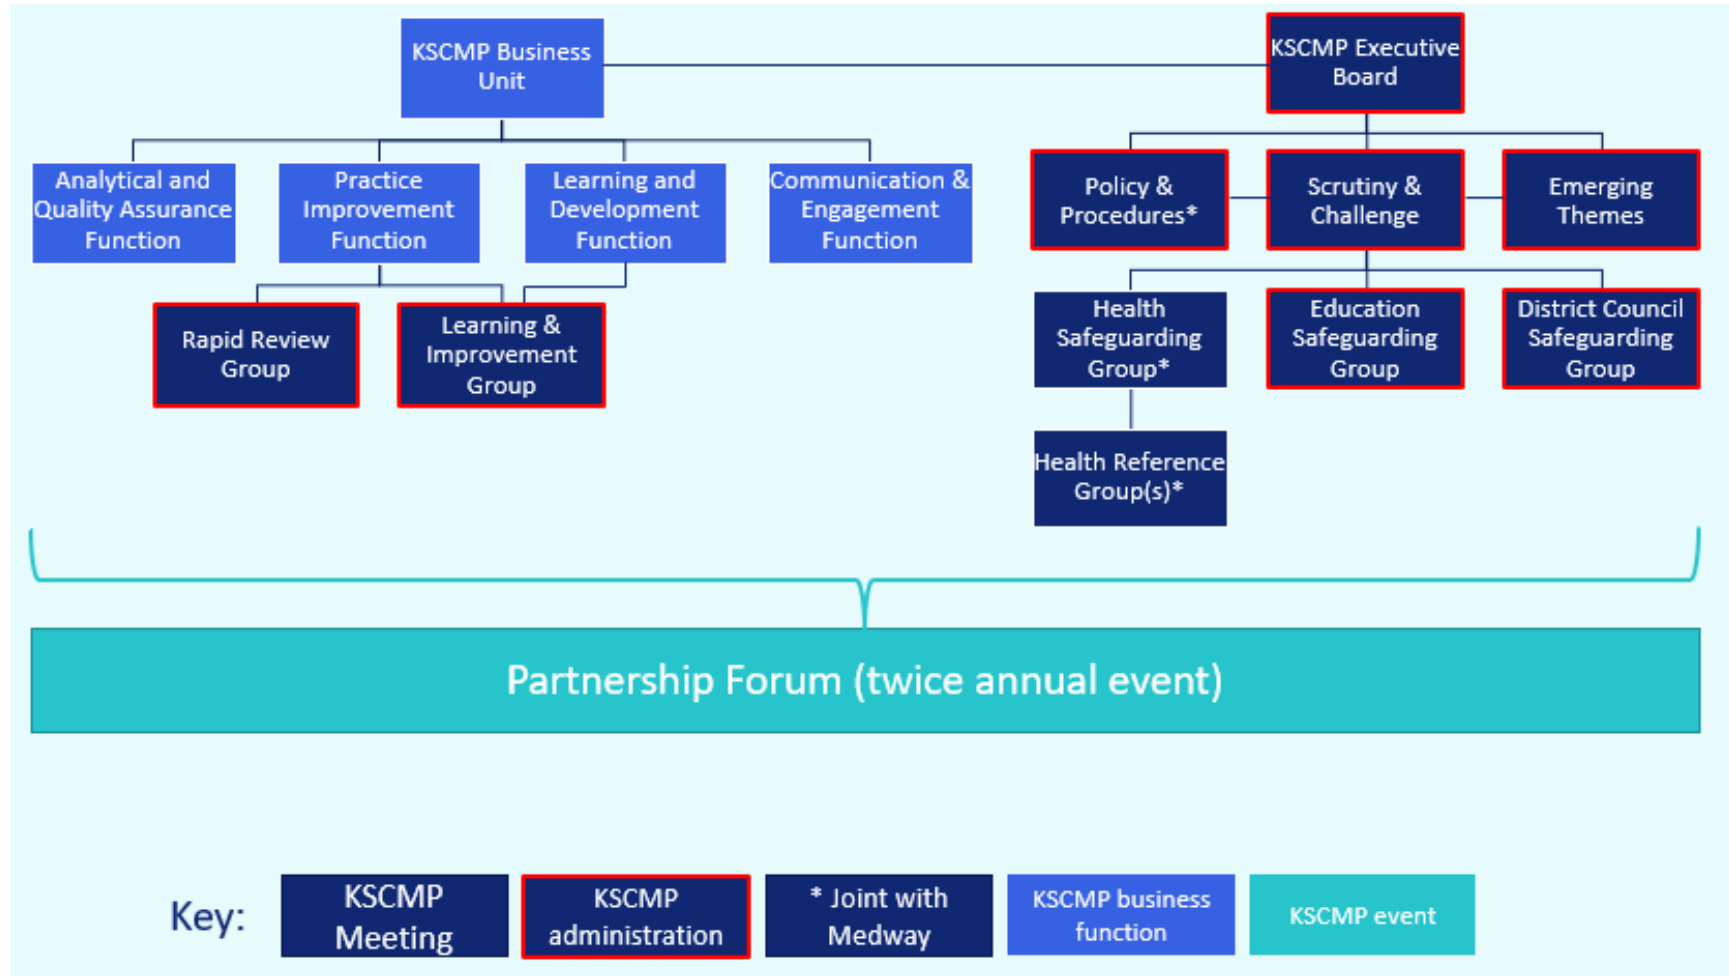 KSCMP Business
Unit
KSCMP Executive
Board
Analytical and
Quality Assurance
Function
Practice
Improvement
Function
Learning and
Development
Function
Communication &
Engagement
Function
Policy &
Procedures*
Scrutiny &
Challenge
Emerging
Themes
Rapid Review
Group
Learning &
Improvement
Group
Health
Safeguarding
Group*
Education
Safeguarding
Group
District Council
Safeguarding
Group
Health Reference
Group(s)*
Partnership Forum (twice annual event)
Key:
KSCMP
Meeting
KSCMP
administration
* Joint with
Medway
KSCMP business
function
KSCMP event